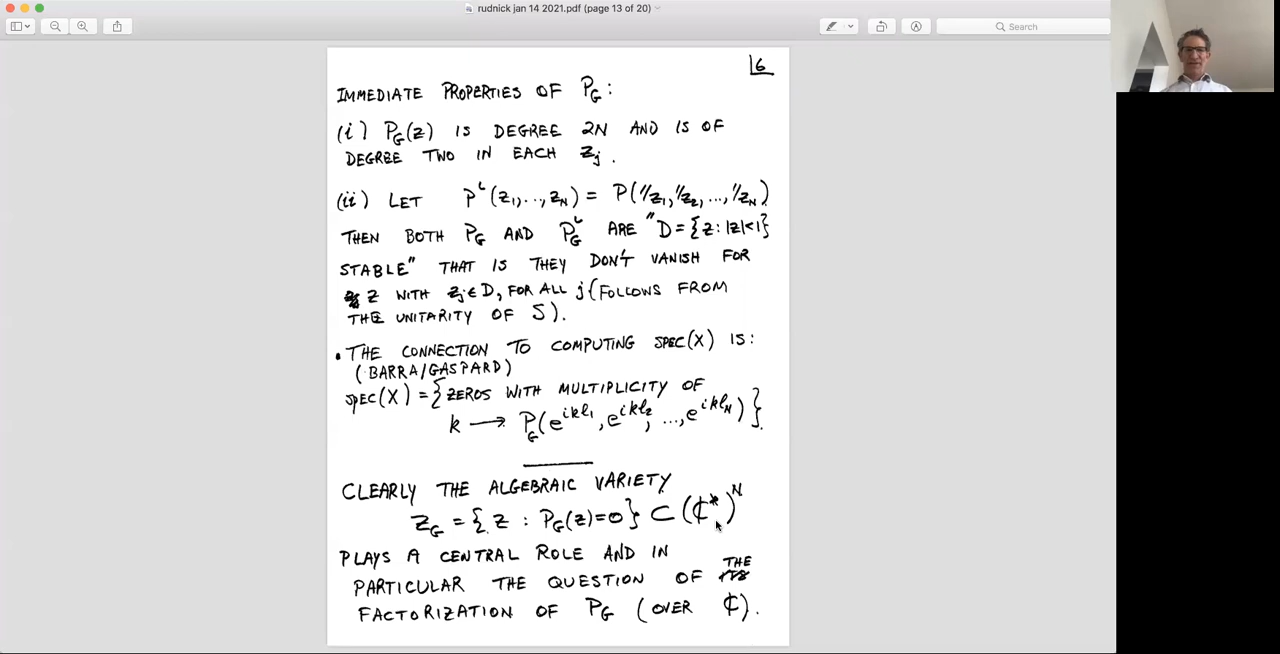 rudnick jan 14 2021.pdf (page 13 of 20)
Search
6
IMMEDIATE PROPERTIES OF P_G :
(i) P_G(z) IS DEGREE 2N AND IS OF
DEGREE TWO IN EACH z_j .
(ii) LET P^ι(z_1,..,z_N) = P(1/z_1, 1/z_2, ..., 1/z_N)
THEN BOTH P_G AND P_G^ι ARE "D={z: |z|<1}
STABLE" THAT IS THEY DON'T VANISH FOR
z WITH z_j ∈ D, FOR ALL j (FOLLOWS FROM
THE UNITARITY OF S).
• THE CONNECTION TO COMPUTING SPEC(X) IS:
(BARRA/GASPARD)
SPEC(X) = {ZEROS WITH MULTIPLICITY OF
k → P_G(e^{ikl_1}, e^{ikl_2}, ..., e^{ikl_N})}.
CLEARLY THE ALGEBRAIC VARIETY
Z_G = {z : P_G(z)=0} ⊂ (ℂ*)^N
PLAYS A CENTRAL ROLE AND IN
PARTICULAR THE QUESTION OF THE
FACTORIZATION OF P_G (OVER ℂ).